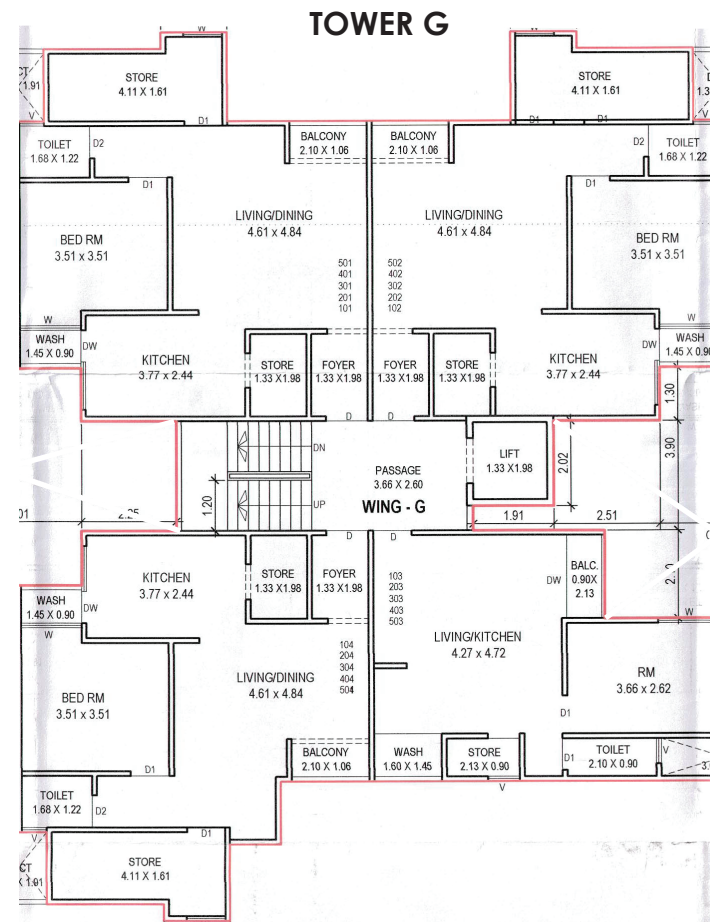 TOWER G
W
STORE
4.11 X 1.61
D1
V
1.91
TOILET
1.68 X 1.22
D2
D1
BALCONY
2.10 X 1.06
BALCONY
2.10 X 1.06
STORE
4.11 X 1.61
D1
D1
V
TOILET
1.68 X 1.22
D2
D1
BED RM
3.51 x 3.51
LIVING/DINING
4.61 x 4.84
501
401
301
201
101
LIVING/DINING
4.61 x 4.84
502
402
302
202
102
BED RM
3.51 x 3.51
W
WASH
1.45 X 0.90
DW
KITCHEN
3.77 x 2.44
STORE
1.33 X1.98
FOYER
1.33 X1.98
FOYER
1.33 X1.98
STORE
1.33 X1.98
KITCHEN
3.77 x 2.44
DW
W
WASH
1.45 X 0.90
1.30
D
D
DN
UP
1.20
PASSAGE
3.66 X 2.60
WING - G
LIFT
1.33 X1.98
2.02
3.90
1.91
2.51
D
D
WASH
1.45 X 0.90
DW
W
KITCHEN
3.77 x 2.44
STORE
1.33 X1.98
FOYER
1.33 X1.98
103
203
303
403
503
DW
BALC.
0.90X
2.13
W
104
204
304
404
504
LIVING/DINING
4.61 x 4.84
LIVING/KITCHEN
4.27 x 4.72
RM
3.66 x 2.62
BED RM
3.51 x 3.51
D1
D1
BALCONY
2.10 X 1.06
WASH
1.60 X 1.45
STORE
2.13 X 0.90
V
D1
TOILET
2.10 X 0.90
V
TOILET
1.68 X 1.22
D2
V
D1
STORE
4.11 X 1.61